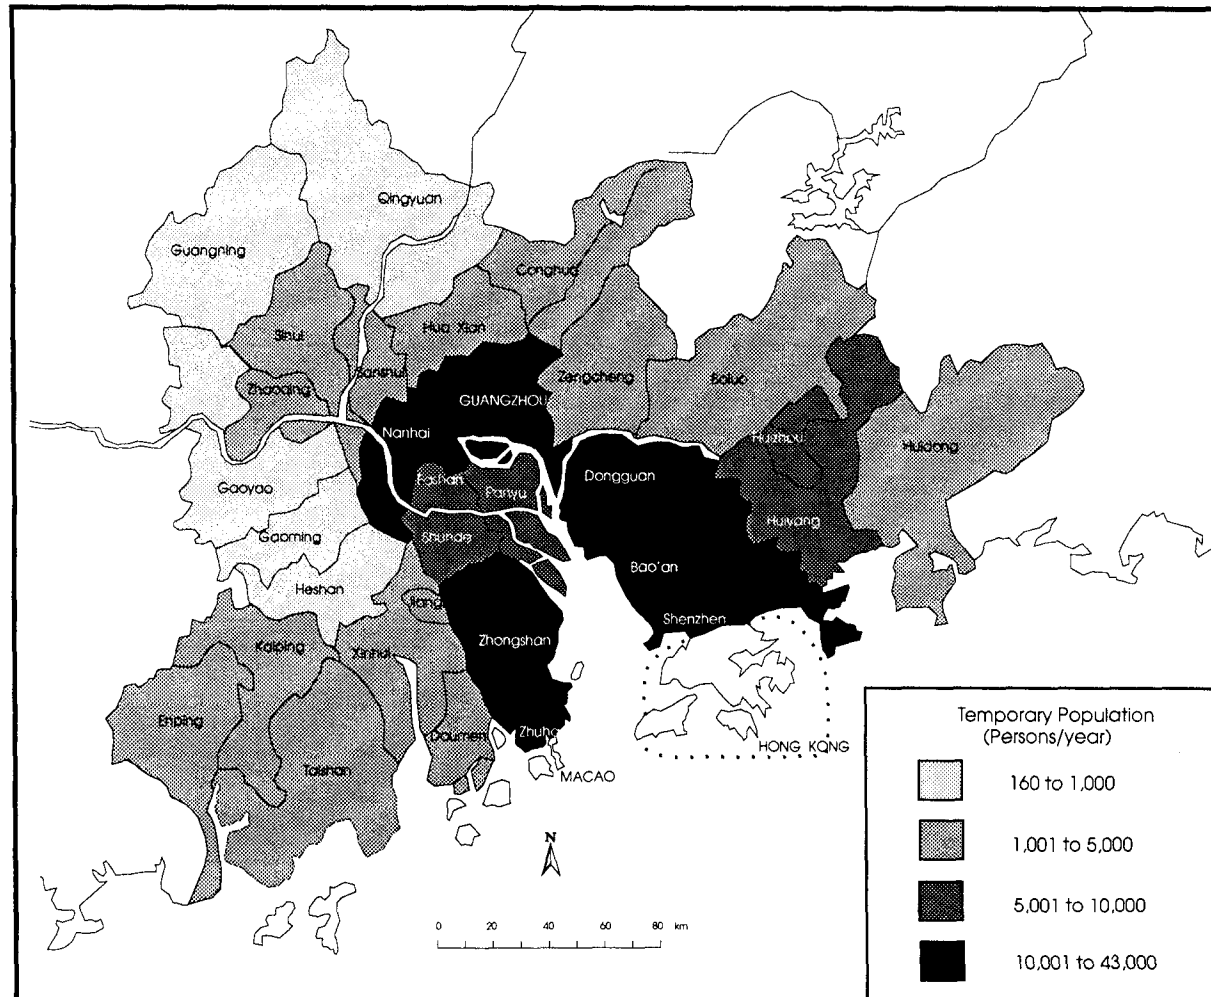 Qingyuan
Guangning
Conghua
Sihui
Hua Xian
Sanshui
Zhaoqing
Zengcheng
Boluo
GUANGZHOU
Nanhai
Huizhou
Huidong
Foshan
Panyu
Dongguan
Gaoyao
Huiyang
Gaoming
Shunde
Bao'an
Heshan
Jiang
Shenzhen
Zhongshan
Kaiping
Xinhui
Enping
Doumen
Zhuha
Taishan
HONG KONG
MACAO
N
0 20 40 60 80 km
Temporary Population
(Persons/year)
160 to 1,000
1,001 to 5,000
5,001 to 10,000
10,001 to 43,000